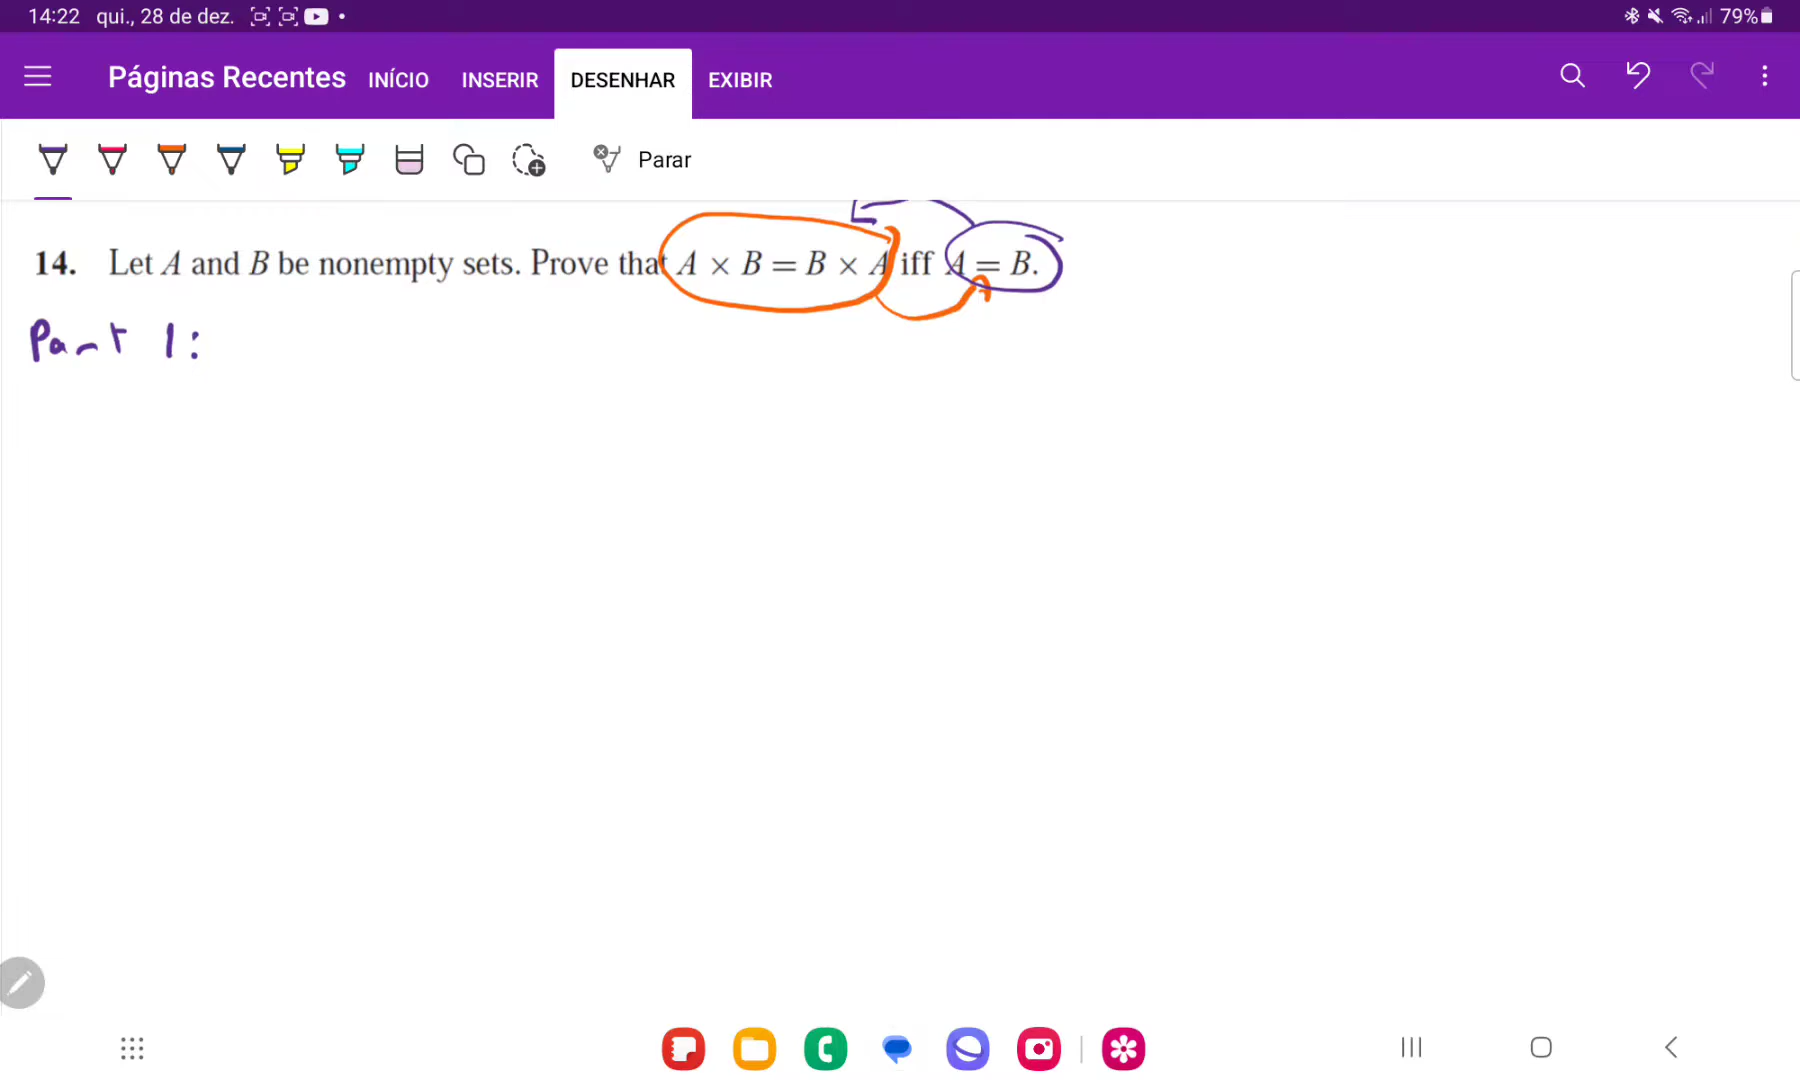 14:22 qui., 28 de dez. • 79%
Páginas Recentes INÍCIO INSERIR DESENHAR EXIBIR
Parar
14. Let A and B be nonempty sets. Prove that A × B = B × A iff A = B.
Part 1: